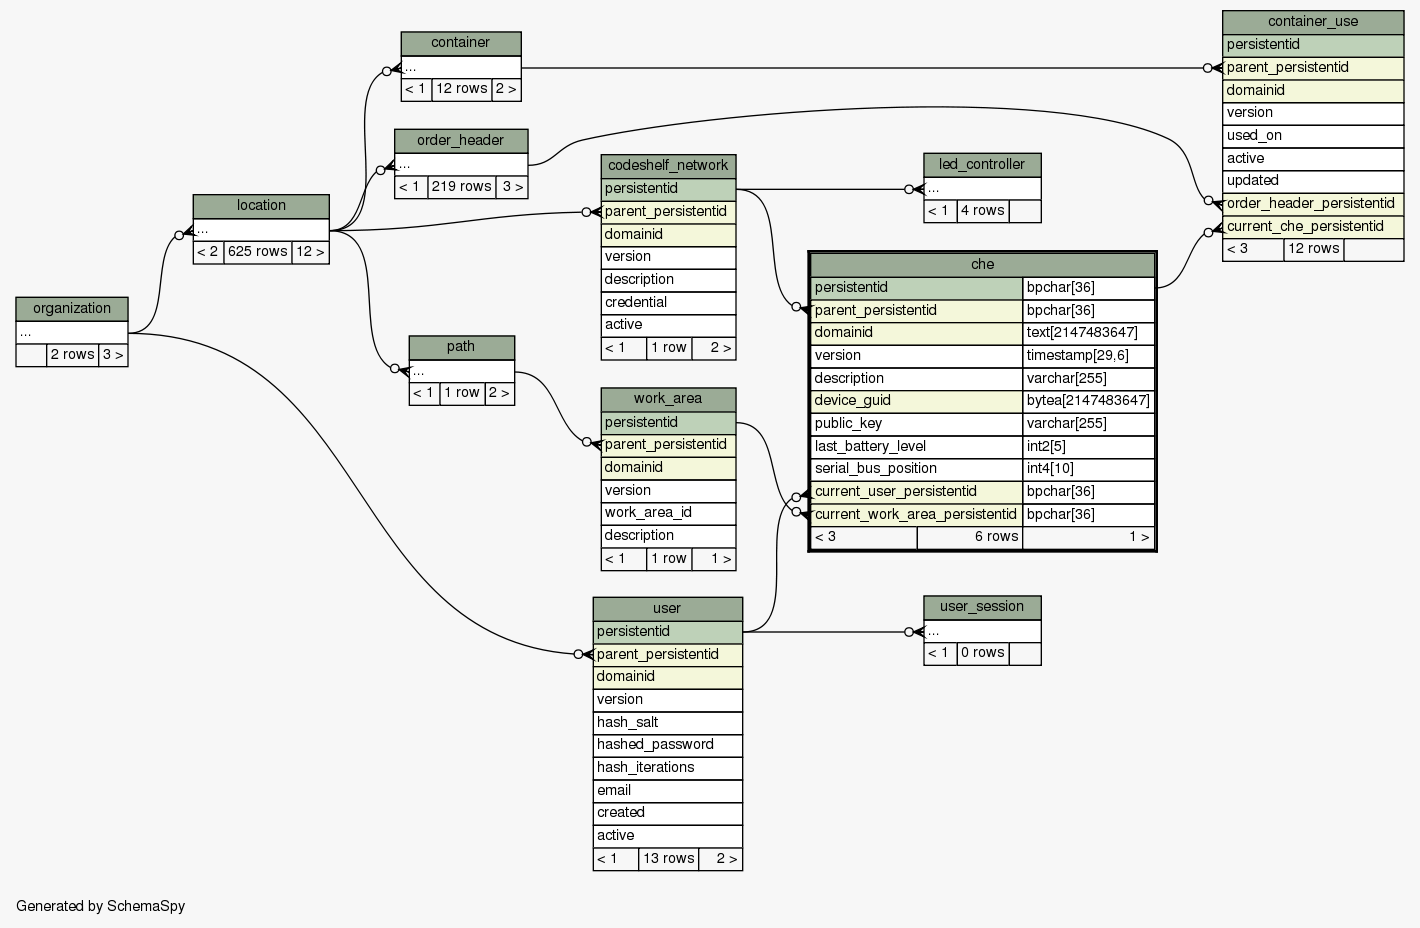 container
...
< 1 12 rows 2 >
order_header
...
< 1 219 rows 3 >
location
...
< 2 625 rows 12 >
organization
...
2 rows 3 >
path
...
< 1 1 row 2 >
codeshelf_network
persistentid
parent_persistentid
domainid
version
description
credential
active
< 1 1 row 2 >
work_area
persistentid
parent_persistentid
domainid
version
work_area_id
description
< 1 1 row 1 >
user
persistentid
parent_persistentid
domainid
version
hash_salt
hashed_password
hash_iterations
email
created
active
< 1 13 rows 2 >
led_controller
...
< 1 4 rows
che
persistentid bpchar[36]
parent_persistentid bpchar[36]
domainid text[2147483647]
version timestamp[29,6]
description varchar[255]
device_guid bytea[2147483647]
public_key varchar[255]
last_battery_level int2[5]
serial_bus_position int4[10]
current_user_persistentid bpchar[36]
current_work_area_persistentid bpchar[36]
< 3 6 rows 1 >
user_session
...
< 1 0 rows
container_use
persistentid
parent_persistentid
domainid
version
used_on
active
updated
order_header_persistentid
current_che_persistentid
< 3 12 rows
Generated by SchemaSpy